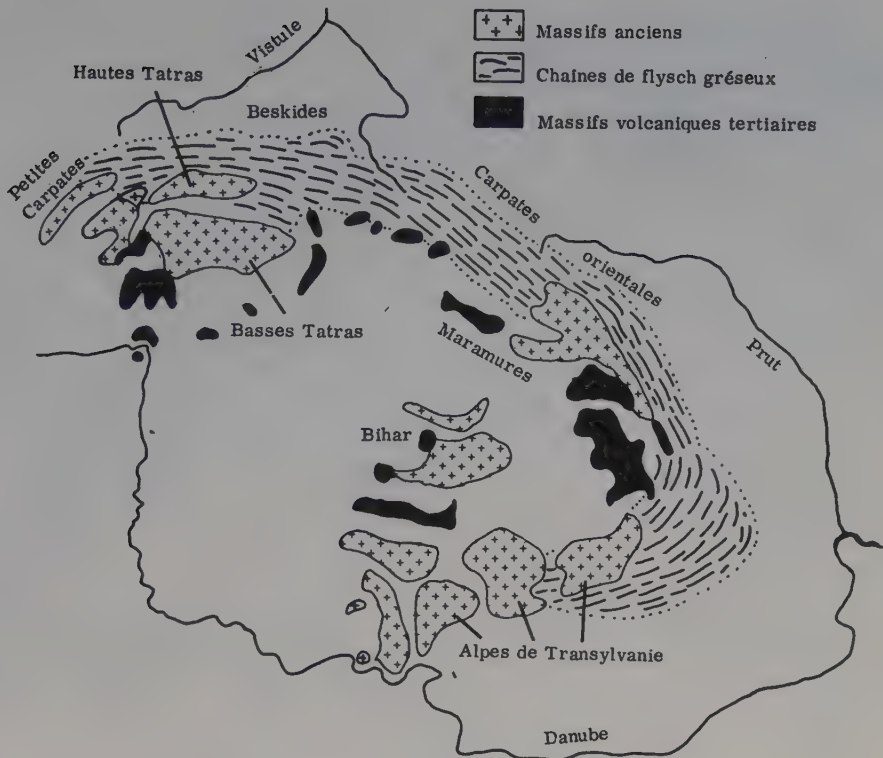 Massifs anciens
Chaînes de flysch gréseux
Massifs volcaniques tertiaires
Vistule
Hautes Tatras
Beskides
Petites
Carpates
Carpates
orientales
Basses Tatras
Maramures
Prut
Bihar
Alpes de Transylvanie
Danube